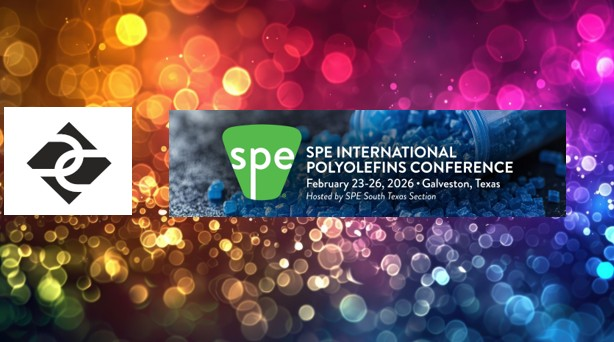 spe
SPE INTERNATIONAL
POLYOLEFINS CONFERENCE
February 23-26, 2026 • Galveston, Texas
Hosted by SPE South Texas Section